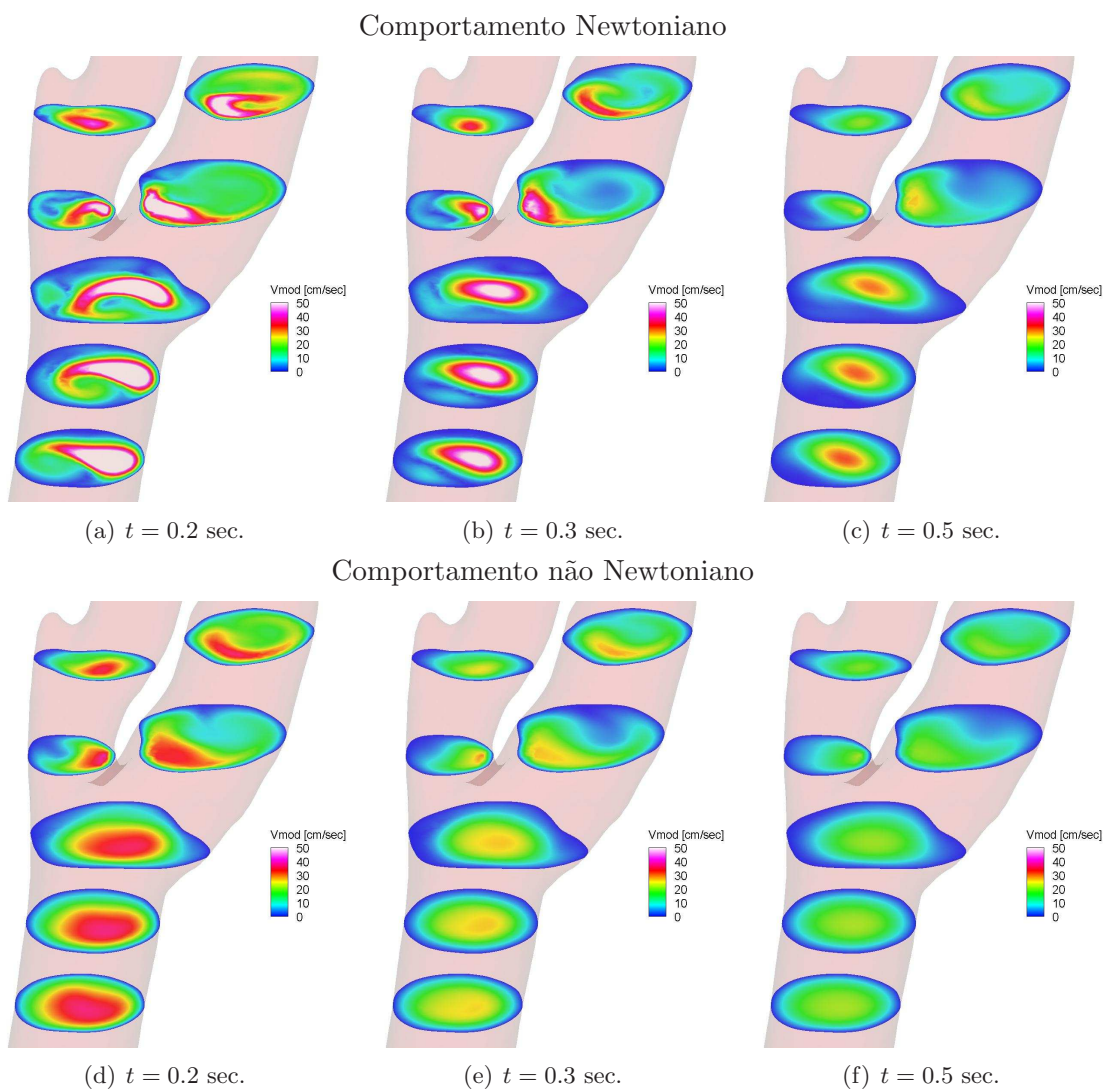 Comportamento Newtoniano
Vmod [cm/sec]
50
40
30
20
10
0
Vmod [cm/sec]
50
40
30
20
10
0
Vmod [cm/sec]
50
40
30
20
10
0
(a) t = 0.2 sec.
(b) t = 0.3 sec.
(c) t = 0.5 sec.
Comportamento não Newtoniano
Vmod [cm/sec]
50
40
30
20
10
0
Vmod [cm/sec]
50
40
30
20
10
0
Vmod [cm/sec]
50
40
30
20
10
0
(d) t = 0.2 sec.
(e) t = 0.3 sec.
(f) t = 0.5 sec.